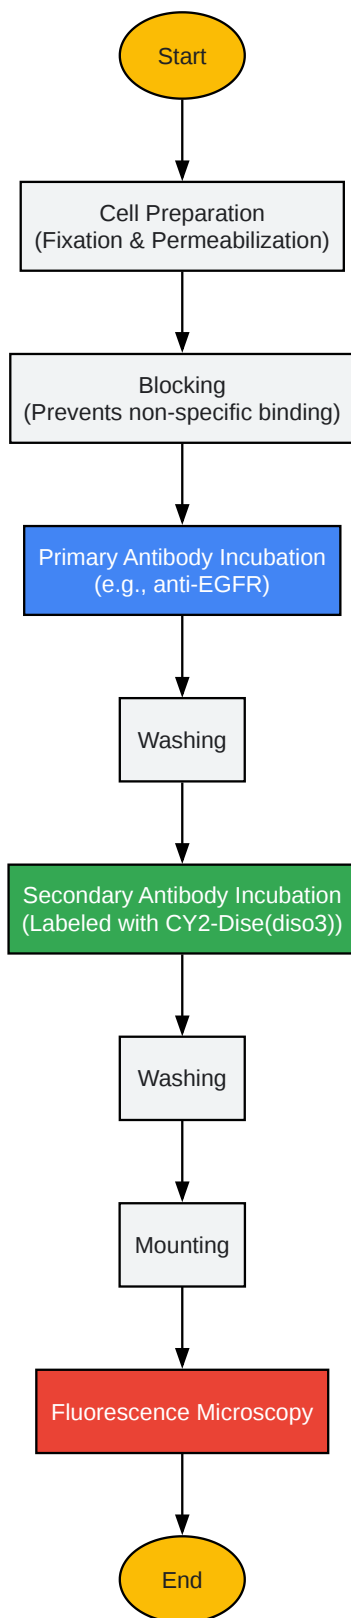 Start
Cell Preparation
(Fixation & Permeabilization)
Blocking
(Prevents non-specific binding)
Primary Antibody Incubation
(e.g., anti-EGFR)
Washing
Secondary Antibody Incubation
(Labeled with CY2-Dise(diso3))
Washing
Mounting
Fluorescence Microscopy
End